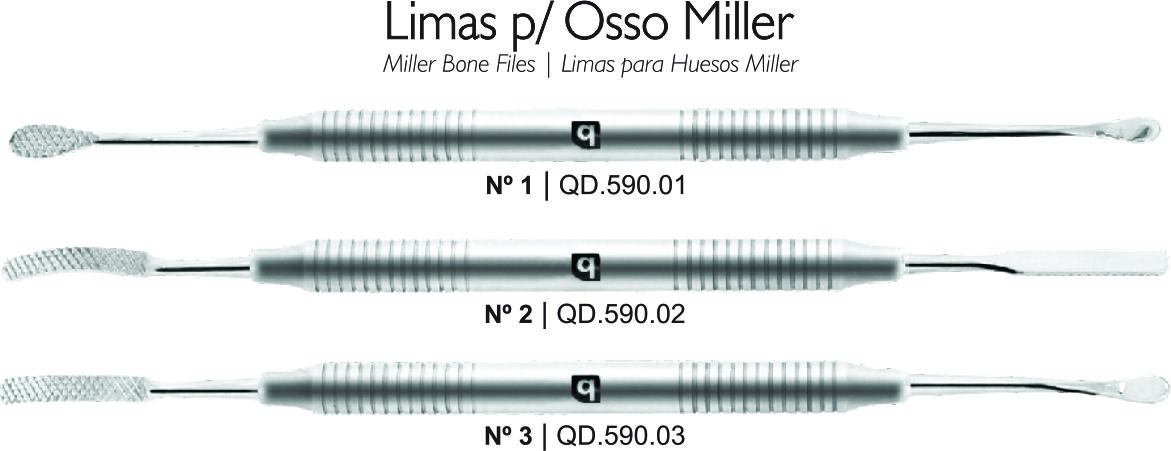 Limas p/ Osso Miller
Miller Bone Files | Limas para Huesos Miller
Nº 1 | QD.590.01
Nº 2 | QD.590.02
Nº 3 | QD.590.03